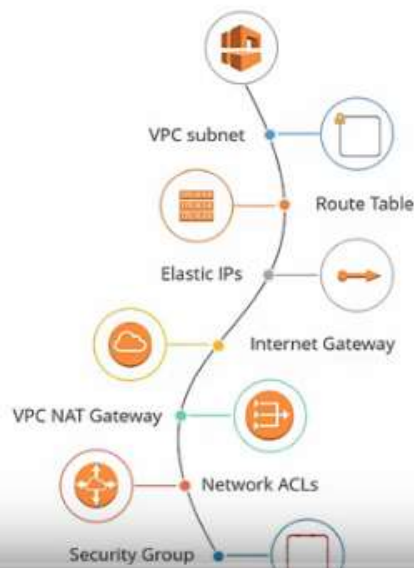 VPC subnet
Route Table
Elastic IPs
Internet Gateway
VPC NAT Gateway
Network ACLs
Security Group